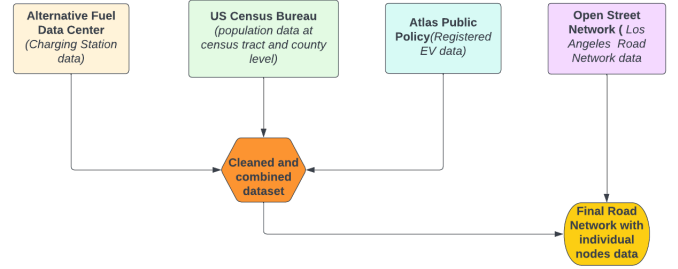 Alternative Fuel
Data Center
(Charging Station
data)
US Census Bureau
(population data at
census tract and county
level)
Atlas Public
Policy(Registered
EV data)
Open Street
Network ( Los
Angeles Road
Network data
Cleaned and
combined
dataset
Final Road
Network with
individual
nodes data